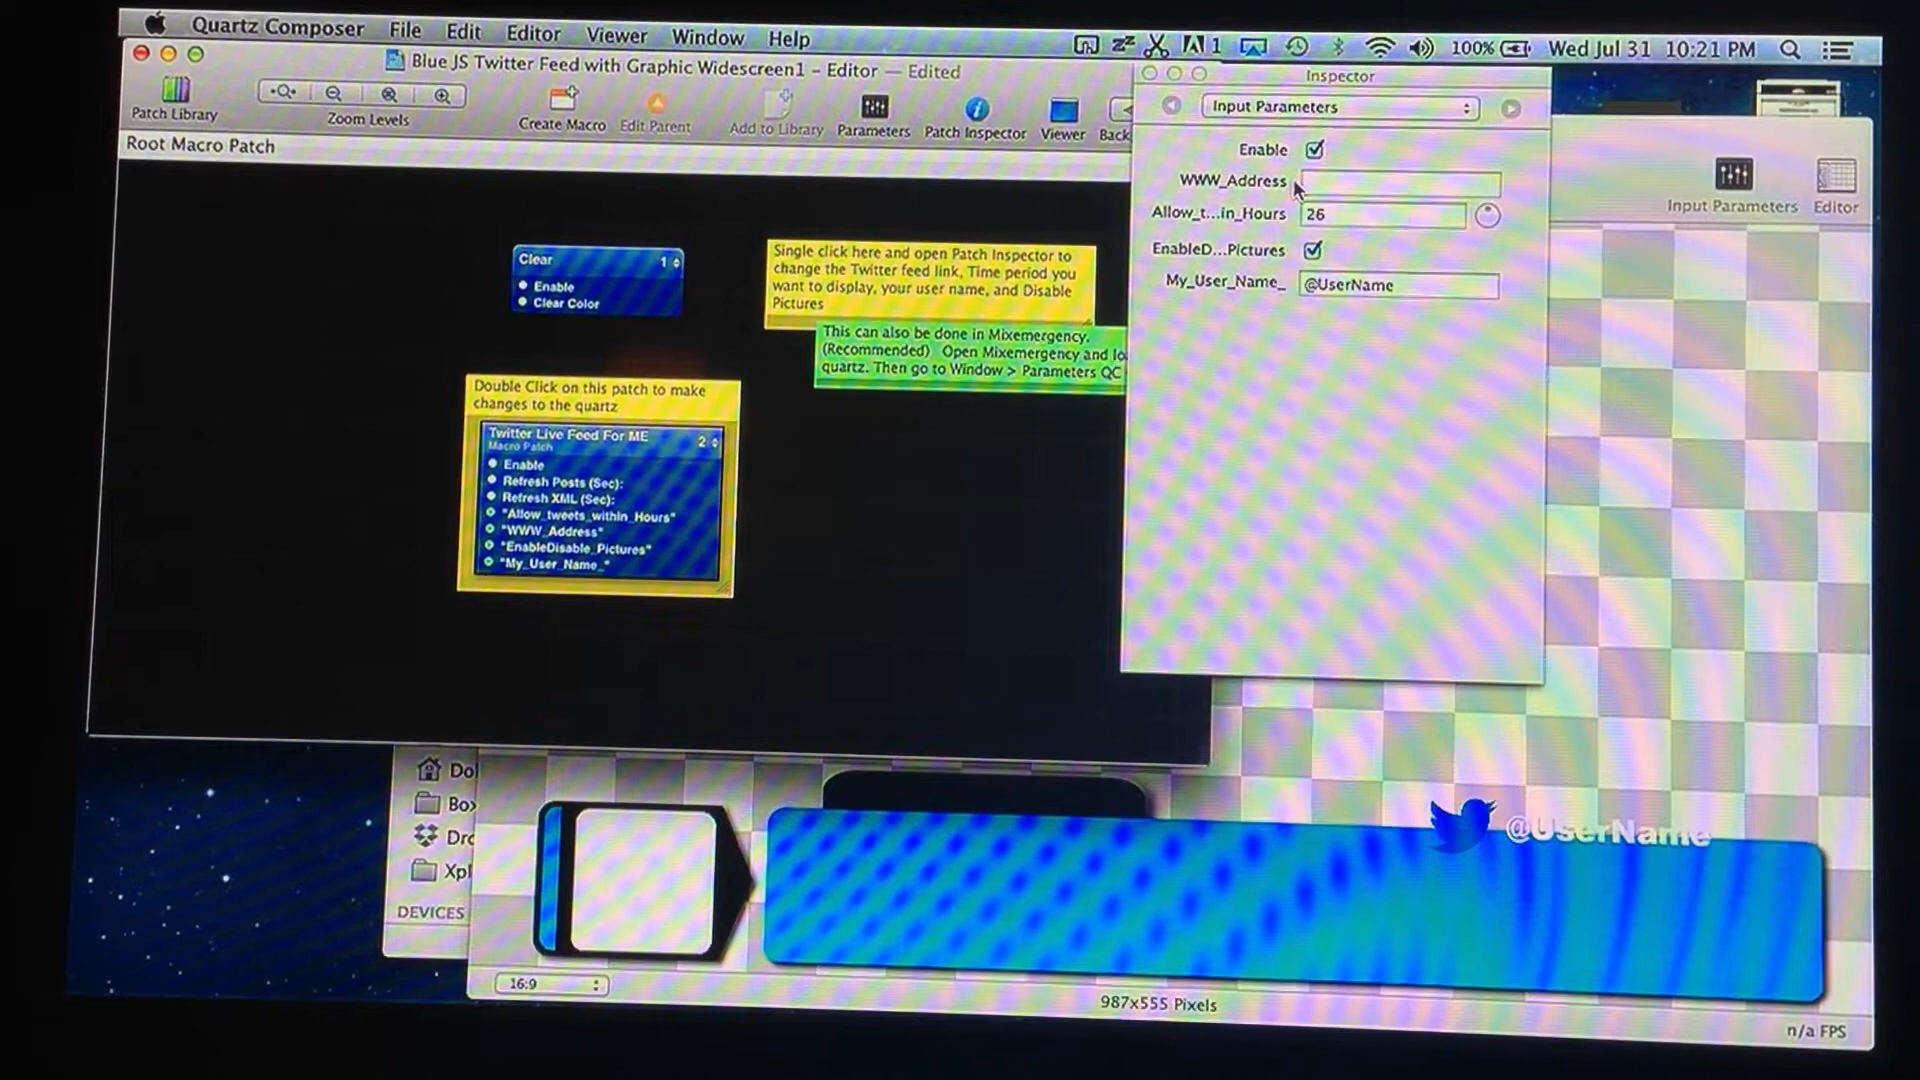 Quartz Composer File Edit Editor Viewer Window Help
1 100% Wed Jul 31 10:21 PM
Blue JS Twitter Feed with Graphic Widescreen1 – Editor — Edited
Patch Library
Zoom Levels
Create Macro
Edit Parent
Add to Library
Parameters
Patch Inspector
Viewer
Back
Root Macro Patch
Clear 1
Enable
Clear Color
Single click here and open Patch Inspector to
change the Twitter feed link, Time period you
want to display, your user name, and Disable
Pictures
This can also be done in Mixemergency.
(Recommended) Open Mixemergency and lo
quartz. Then go to Window > Parameters QC
Double Click on this patch to make
changes to the quartz
Twitter Live Feed For ME 2
Macro Patch
Enable
Refresh Posts (Sec):
Refresh XML (Sec):
"Allow_tweets_within_Hours"
"WWW_Address"
"EnableDisable_Pictures"
"My_User_Name_"
Inspector
Input Parameters
Enable
WWW_Address
Allow_t...in_Hours 26
EnableD...Pictures
My_User_Name_ @UserName
Input Parameters
Editor
Do
Box
Dro
Xpl
DEVICES
@UserName
16:9
987x555 Pixels
n/a FPS